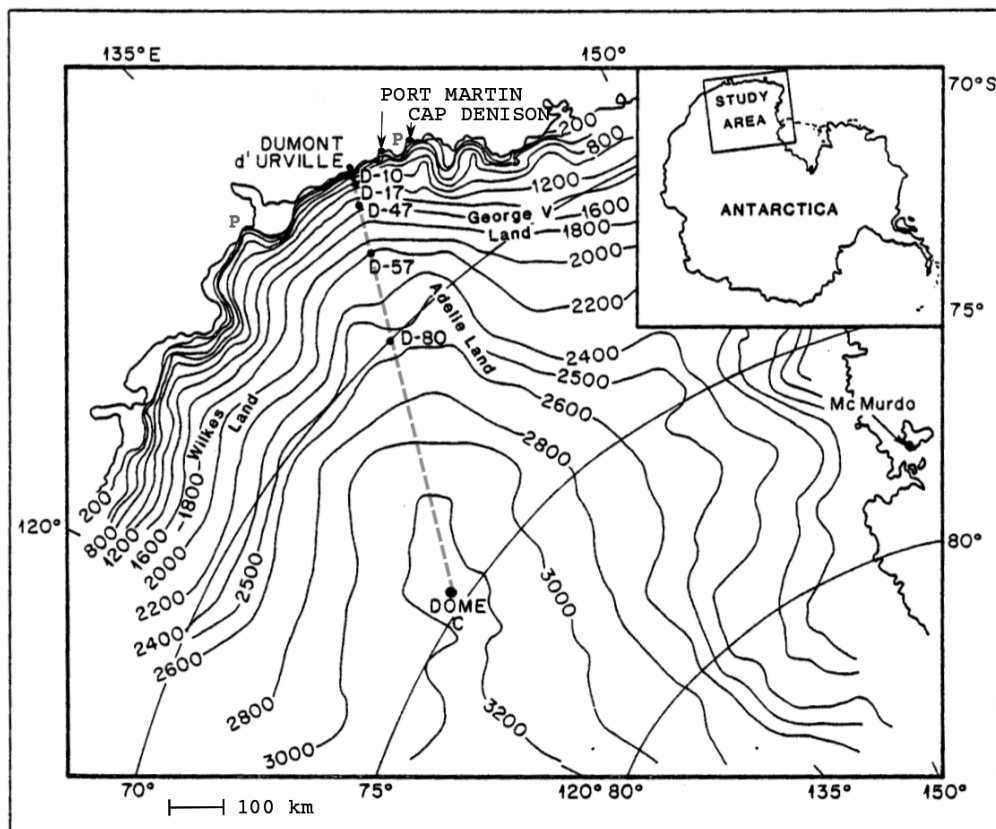 135°E
150°
70°S
PORT MARTIN
CAP DENISON
P
DUMONT
d'URVILLE
200
800
STUDY
AREA
D-10
D-17
D-47
1200
1600
1800
2000
George V
Land
ANTARCTICA
P
D-57
2200
75°
Adelie Land
D-80
2400
2500
2600
2800
Mc Murdo
Wilkes
Land
200
800
1200
1600
1800
2000
2200
2400
2500
2600
120°
80°
3000
DOME
C
2800
3000
3200
70°
75°
120°
80°
135°
150°
100 km